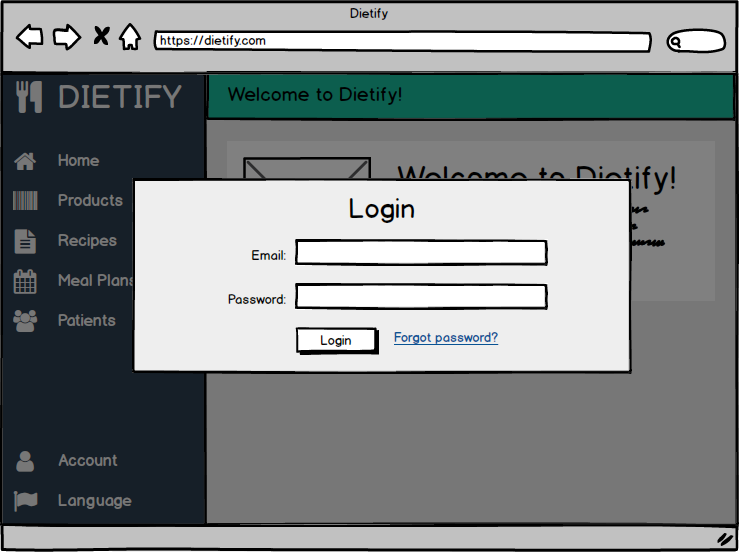 Dietify
https://dietify.com
DIETIFY
Welcome to Dietify!
Home
Products
Recipes
Meal Plans
Patients
Account
Language
Welcome to Dietify!
Login
Email:
Password:
Login
Forgot password?